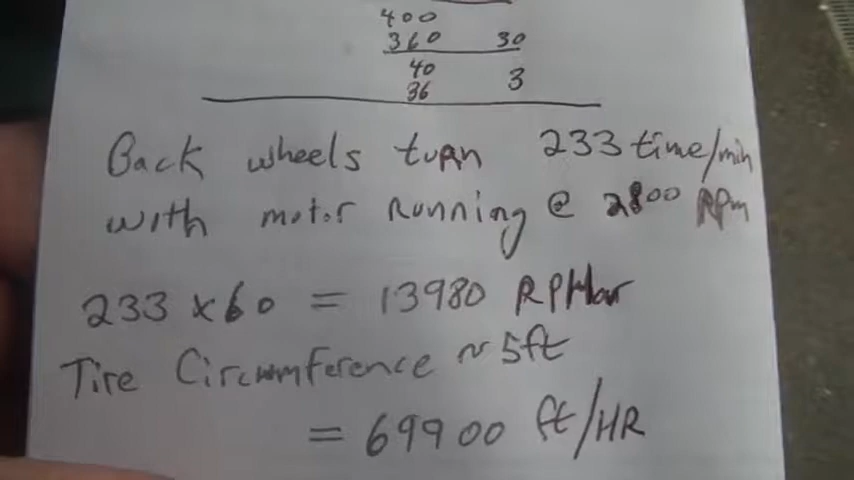 400
360 30
40 3
36
Back wheels turn 233 time/min
with motor running @ 2800 RPm
233 x 60 = 13980 RPHour
Tire Circumference ~ 5ft
= 69900 ft/HR